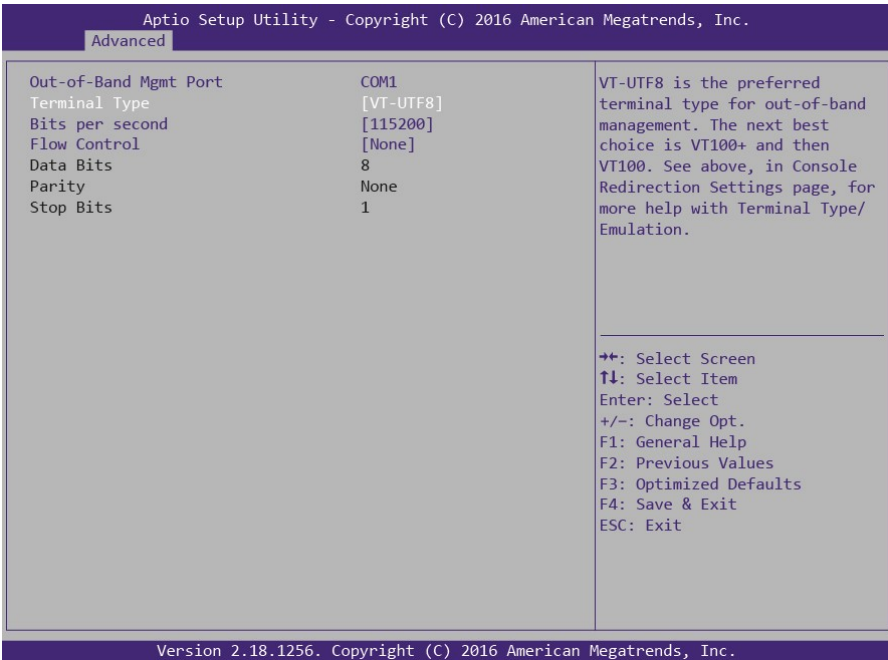 Aptio Setup Utility - Copyright (C) 2016 American Megatrends, Inc.
Advanced
Out-of-Band Mgmt Port COM1
Terminal Type [VT-UTF8]
Bits per second [115200]
Flow Control [None]
Data Bits 8
Parity None
Stop Bits 1
VT-UTF8 is the preferred
terminal type for out-of-band
management. The next best
choice is VT100+ and then
VT100. See above, in Console
Redirection Settings page, for
more help with Terminal Type/
Emulation.
→←: Select Screen
↑↓: Select Item
Enter: Select
+/−: Change Opt.
F1: General Help
F2: Previous Values
F3: Optimized Defaults
F4: Save & Exit
ESC: Exit
Version 2.18.1256. Copyright (C) 2016 American Megatrends, Inc.